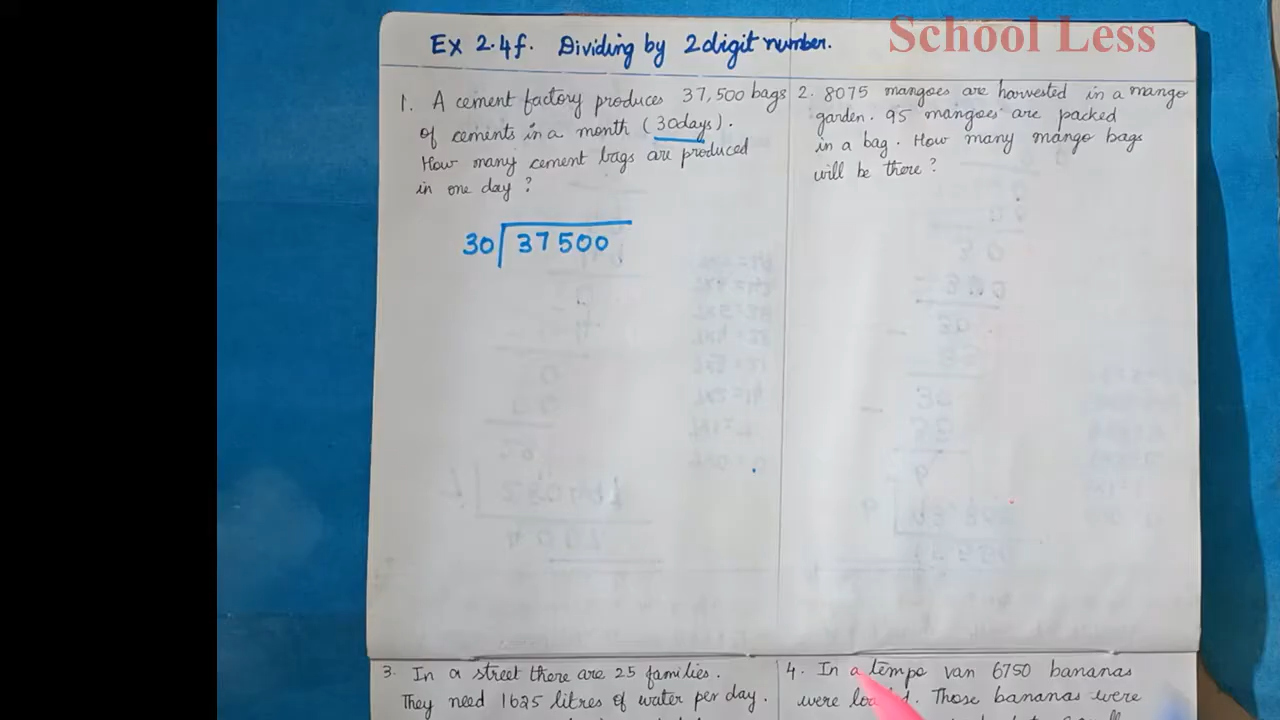 School Less
Ex 2.4f. Dividing by 2 digit number.
1. A cement factory produces 37,500 bags
of cements in a month (30days).
How many cement bags are produced
in one day?
30 37500
2. 8075 mangoes are harvested in a mango
garden. 95 mangoes are packed
in a bag. How many mango bags
will be there?
3. In a street there are 25 families.
They need 1625 litres of water per day.
4. In a tempo van 6750 bananas
were Those bananas were